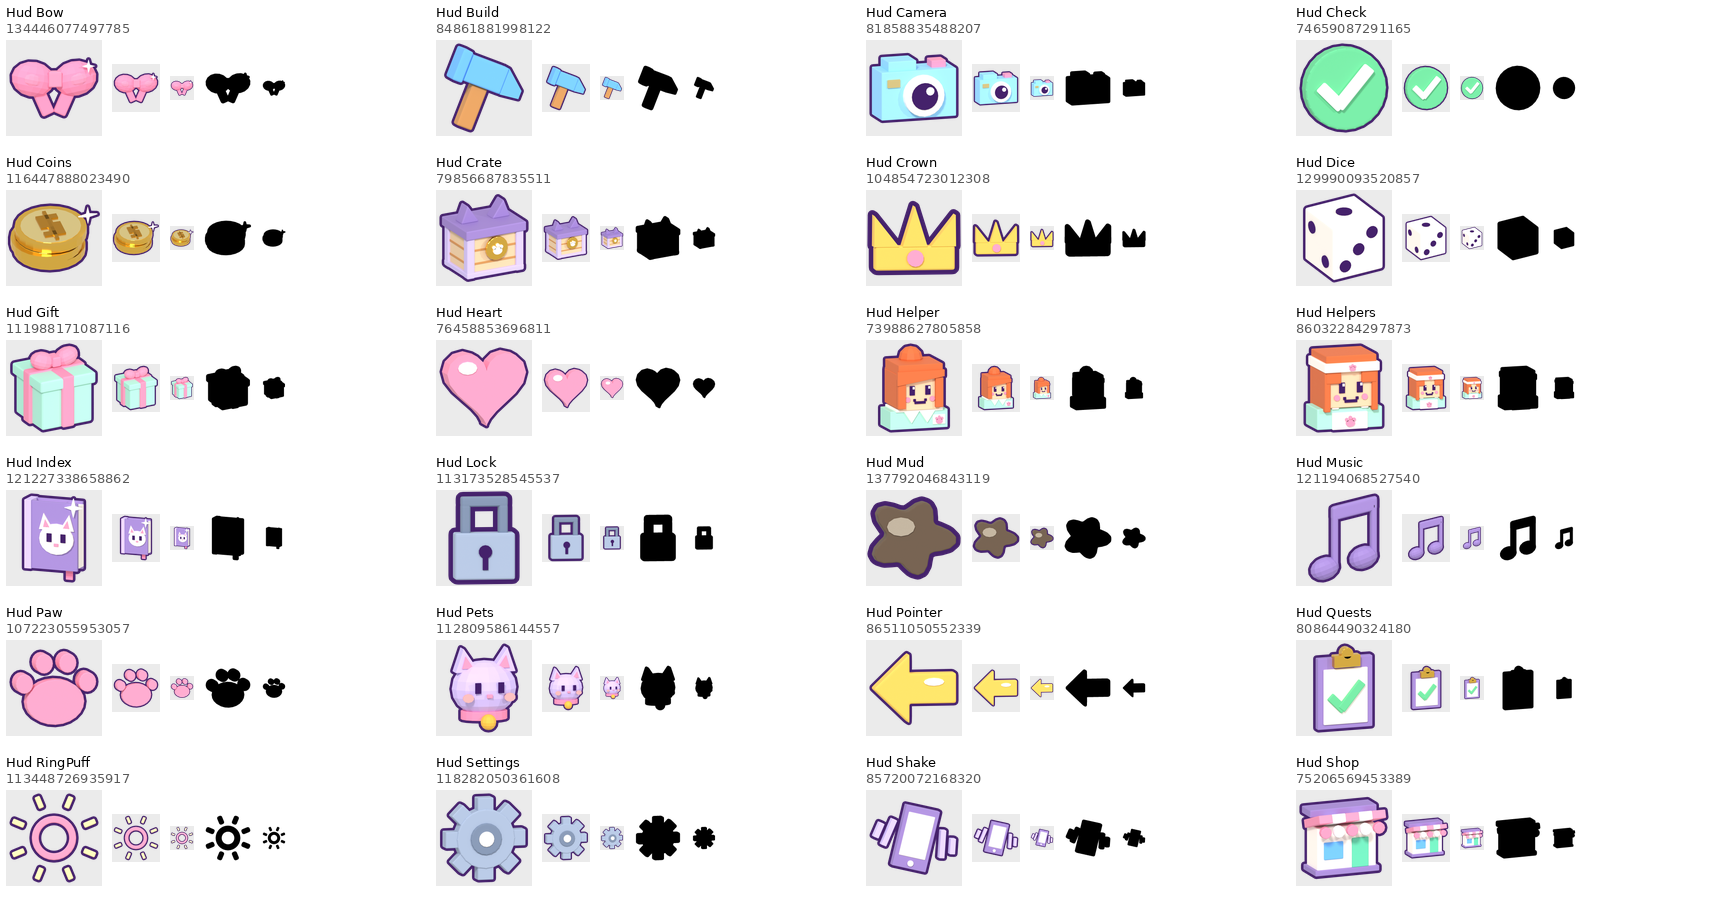 Hud Bow
134446077497785
Hud Build
84861881998122
Hud Camera
81858835488207
Hud Check
74659087291165
Hud Coins
116447888023490
Hud Crate
79856687835511
Hud Crown
104854723012308
Hud Dice
129990093520857
Hud Gift
111988171087116
Hud Heart
76458853696811
Hud Helper
73988627805858
Hud Helpers
86032284297873
Hud Index
121227338658862
Hud Lock
113173528545537
Hud Mud
137792046843119
Hud Music
121194068527540
Hud Paw
107223055953057
Hud Pets
112809586144557
Hud Pointer
86511050552339
Hud Quests
80864490324180
Hud RingPuff
113448726935917
Hud Settings
118282050361608
Hud Shake
85720072168320
Hud Shop
75206569453389